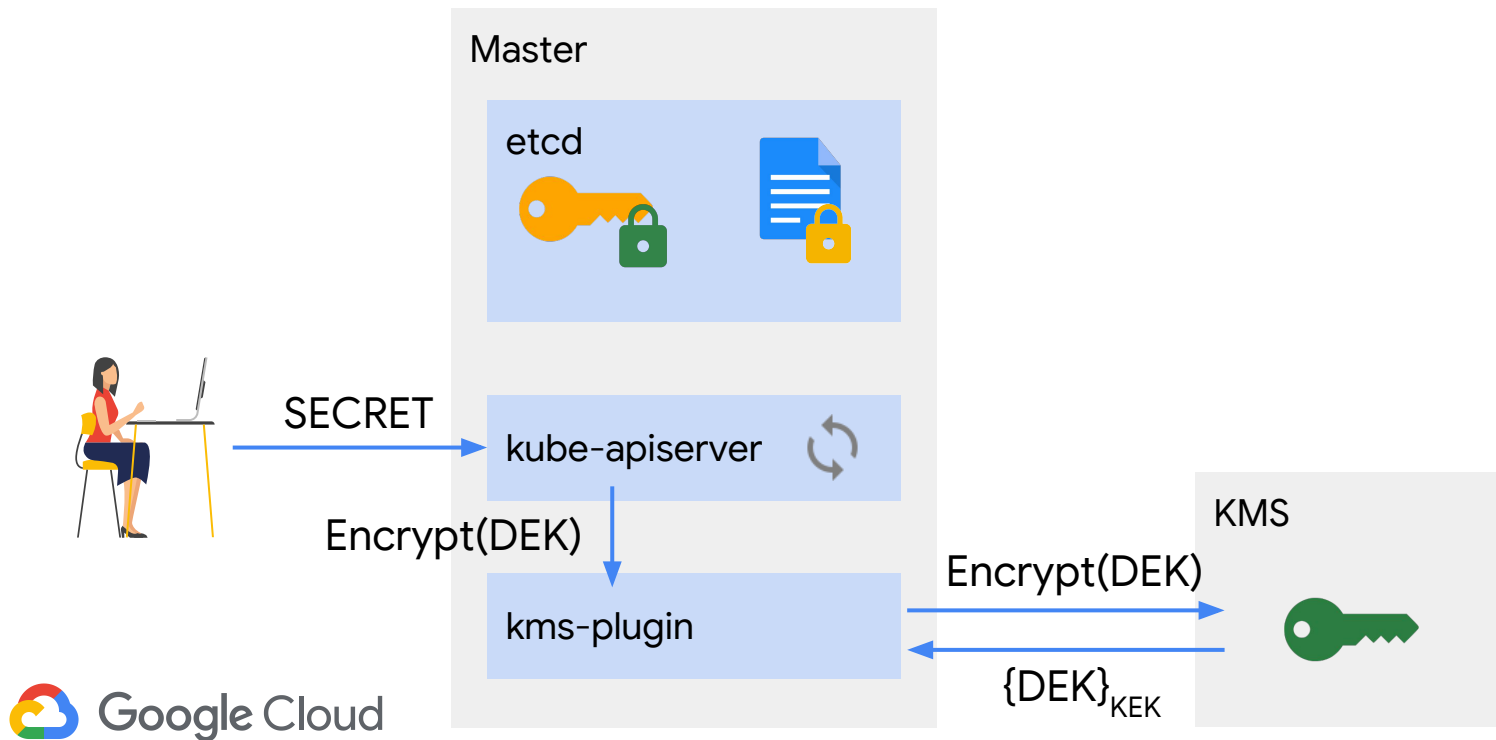 Master
etcd
SECRET
kube-apiserver
Encrypt(DEK)
kms-plugin
KMS
Encrypt(DEK)
{DEK}KEK
Google Cloud